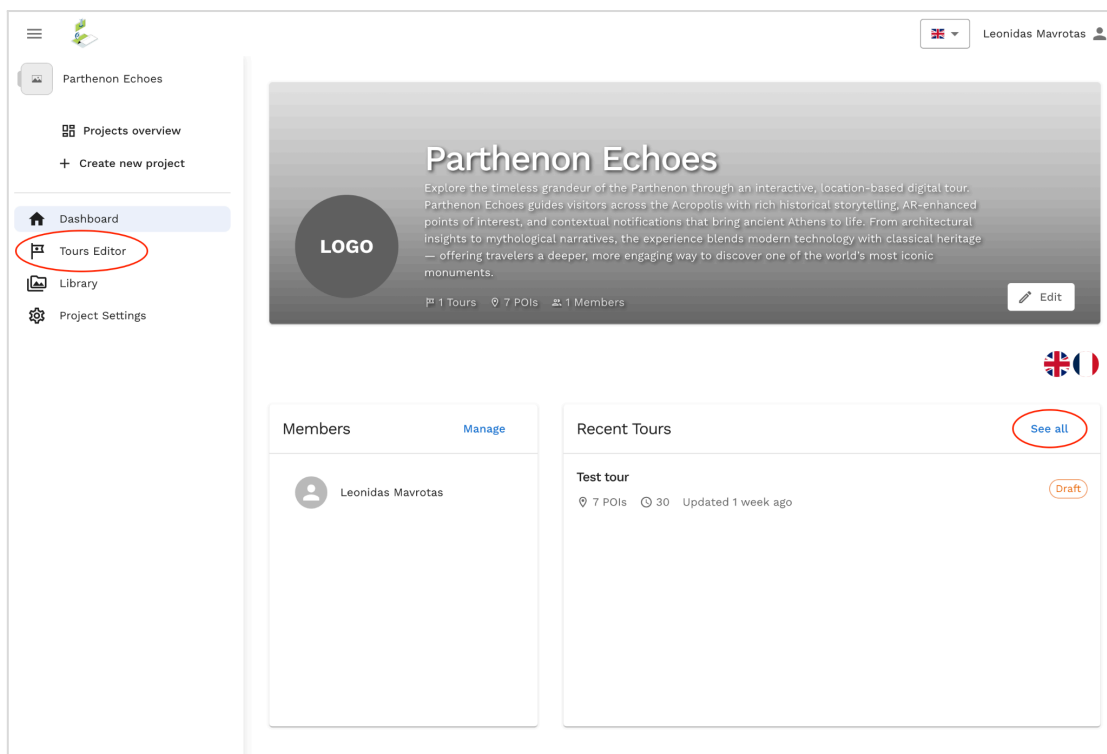 Leonidas Mavrotas
Parthenon Echoes
Projects overview
+ Create new project
Dashboard
Tours Editor
Library
Project Settings
LOGO
Parthenon Echoes
Explore the timeless grandeur of the Parthenon through an interactive, location-based digital tour.
Parthenon Echoes guides visitors across the Acropolis with rich historical storytelling, AR-enhanced
points of interest, and contextual notifications that bring ancient Athens to life. From architectural
insights to mythological narratives, the experience blends modern technology with classical heritage
— offering travelers a deeper, more engaging way to discover one of the world's most iconic
monuments.
1 Tours 7 POIs 1 Members
Edit
Members Manage
Leonidas Mavrotas
Recent Tours See all
Test tour
7 POIs 30 Updated 1 week ago
Draft